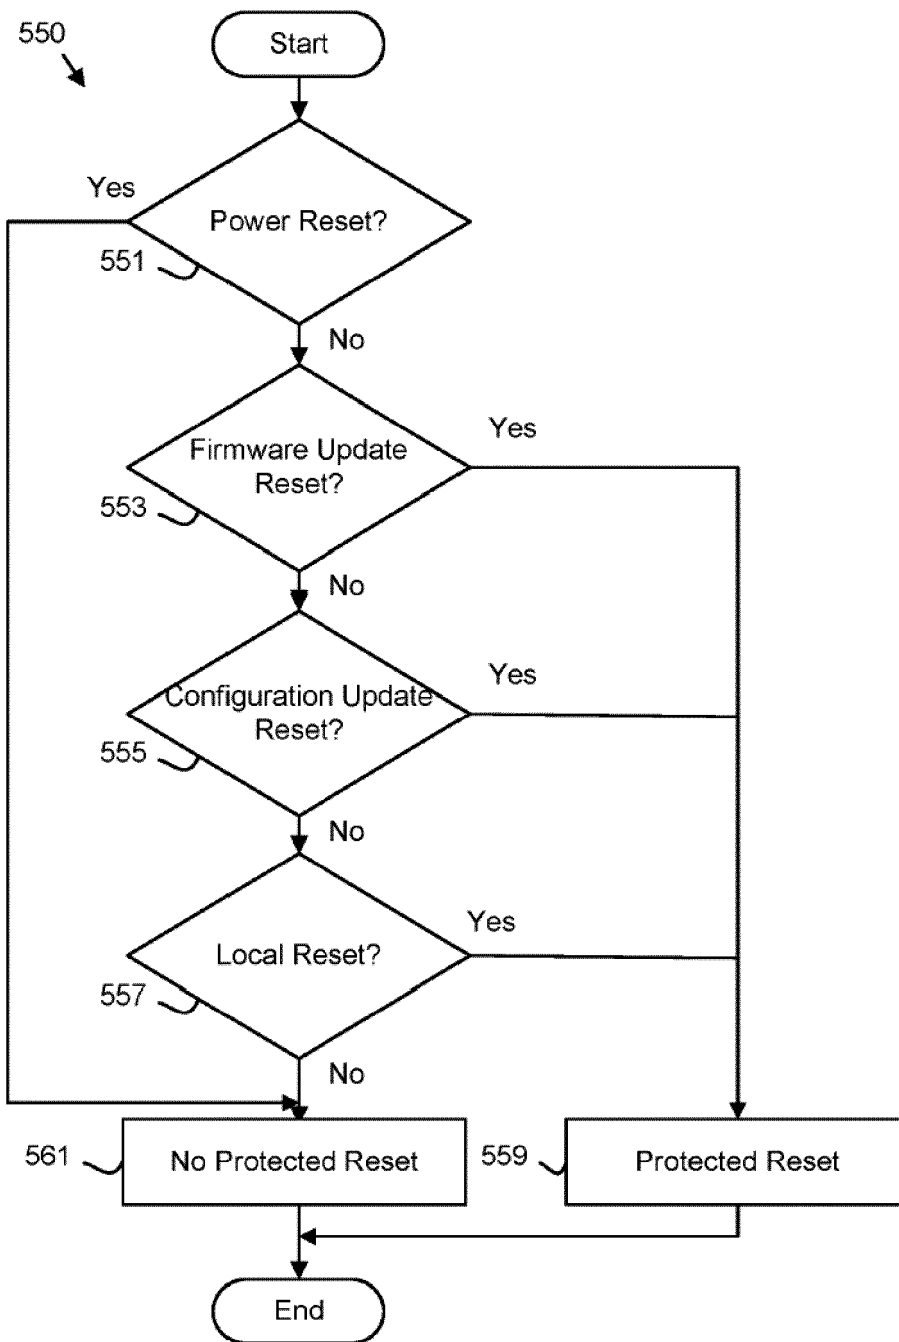 550
Start
Yes
Power Reset?
551
No
Yes
Firmware Update
Reset?
553
No
Yes
Configuration Update
Reset?
555
No
Yes
Local Reset?
557
No
561
No Protected Reset
559
Protected Reset
End